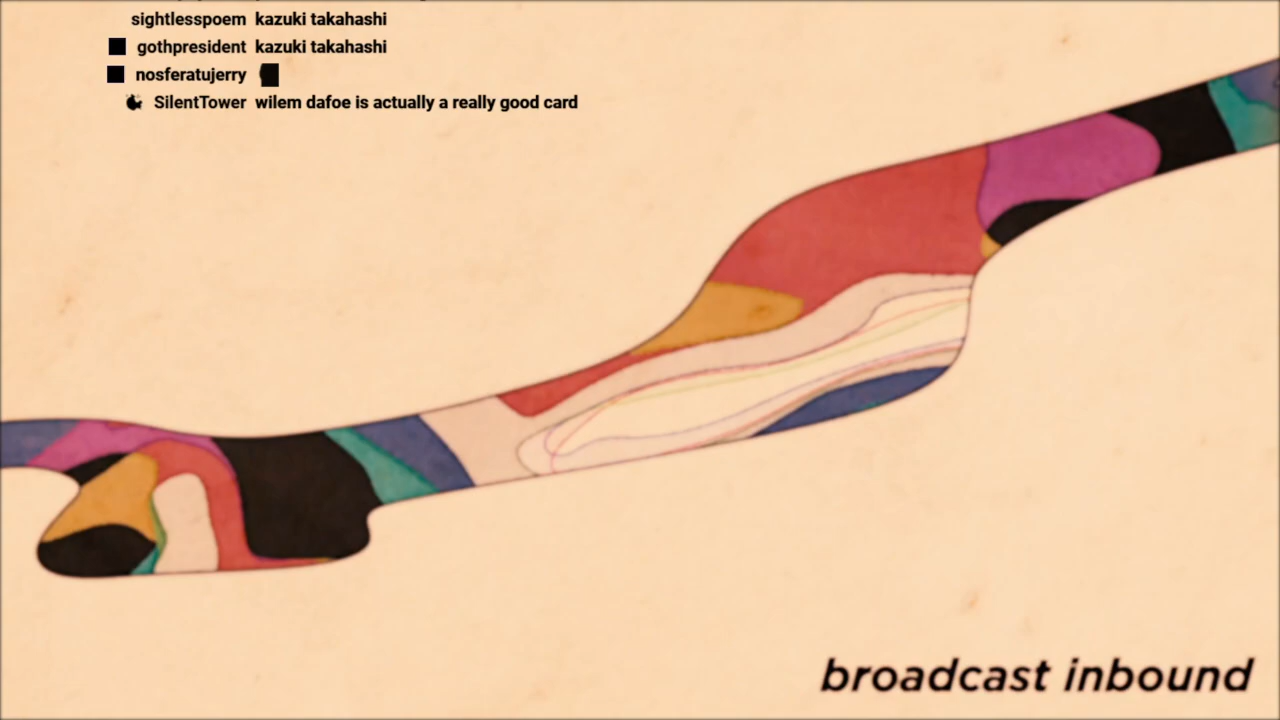 sightlesspoem kazuki takahashi
gothpresident kazuki takahashi
nosferatujerry
SilentTower wilem dafoe is actually a really good card
broadcast inbound